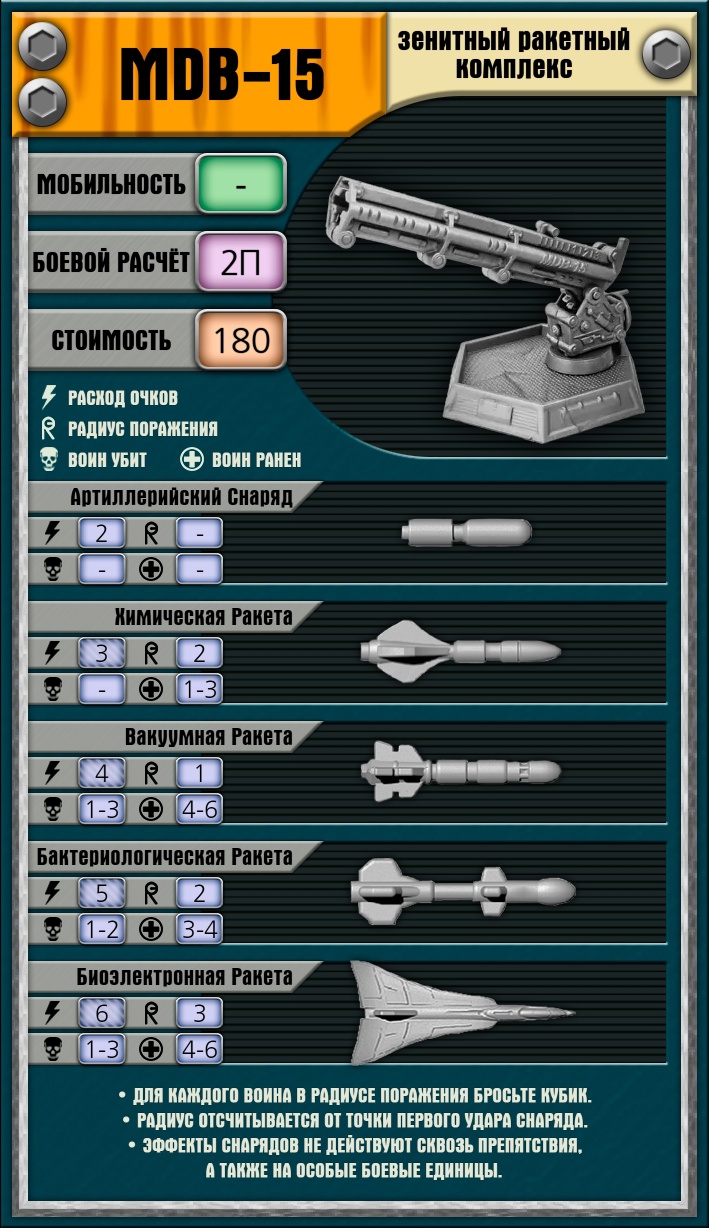 MDB-15
зенитный ракетный
комплекс
МОБИЛЬНОСТЬ -
БОЕВОЙ РАСЧЁТ 2П
СТОИМОСТЬ 180
MDB-15
РАСХОД ОЧКОВ
РАДИУС ПОРАЖЕНИЯ
ВОИН УБИТ ВОИН РАНЕН
Артиллерийский Снаряд
2 -
- -
Химическая Ракета
3 2
- 1-3
Вакуумная Ракета
4 1
1-3 4-6
Бактериологическая Ракета
5 2
1-2 3-4
Биоэлектронная Ракета
6 3
1-3 4-6
• ДЛЯ КАЖДОГО ВОИНА В РАДИУСЕ ПОРАЖЕНИЯ БРОСЬТЕ КУБИК.
• РАДИУС ОТСЧИТЫВАЕТСЯ ОТ ТОЧКИ ПЕРВОГО УДАРА СНАРЯДА.
• ЭФФЕКТЫ СНАРЯДОВ НЕ ДЕЙСТВУЮТ СКВОЗЬ ПРЕПЯТСТВИЯ,
А ТАКЖЕ НА ОСОБЫЕ БОЕВЫЕ ЕДИНИЦЫ.